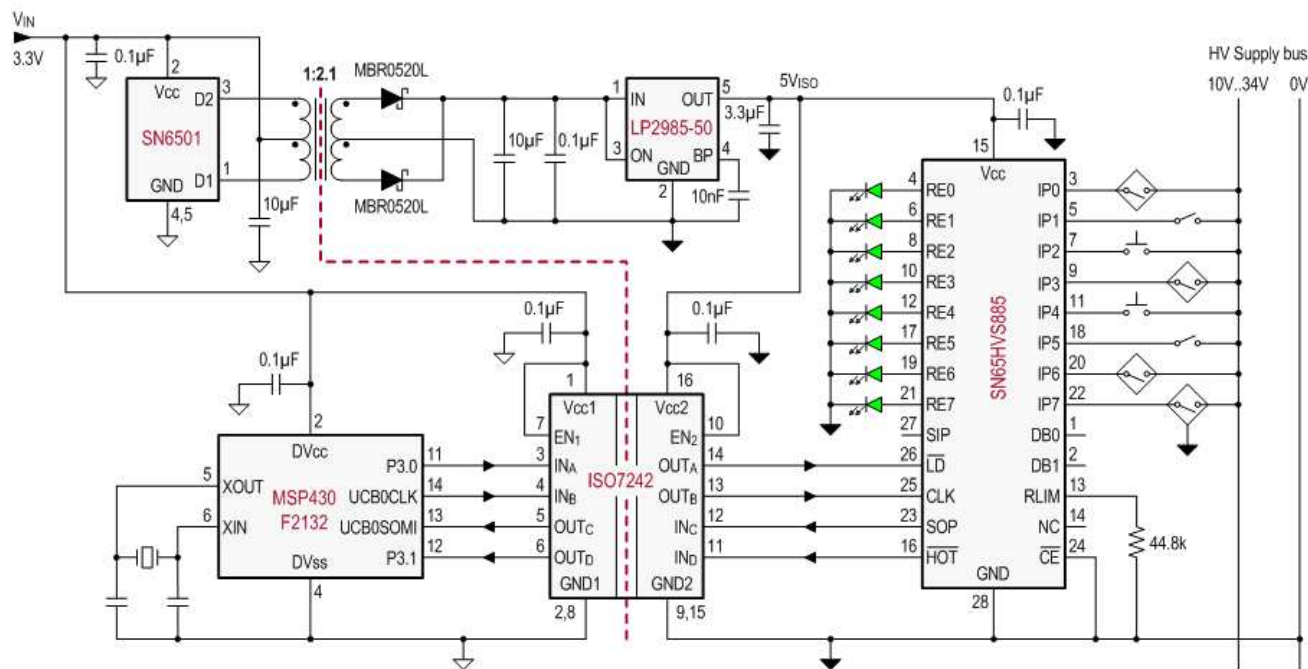 VIN
3.3V
0.1µF
2
Vcc
3
D2
SN6501
1
D1
GND
4,5
10µF
1:2.1
MBR0520L
MBR0520L
10µF
0.1µF
1
IN
OUT
5
LP2985-50
3
ON
BP
4
GND
2
10nF
3.3µF
5VISO
0.1µF
HV Supply bus
10V..34V
0V
15
Vcc
4
RE0
IP0
3
6
RE1
IP1
5
8
RE2
IP2
7
10
RE3
IP3
9
12
RE4
IP4
11
17
RE5
IP5
18
19
RE6
IP6
20
21
RE7
IP7
22
27
SIP
DB0
1
26
LD
DB1
2
25
CLK
RLIM
13
23
SOP
NC
14
16
HOT
CE
24
SN65HVS885
GND
28
44.8k
0.1µF
0.1µF
0.1µF
2
DVcc
5
XOUT
6
XIN
MSP430
F2132
P3.0
11
UCB0CLK
14
UCB0SOMI
13
P3.1
12
DVss
4
1
Vcc1
7
EN1
3
INA
4
INB
5
OUTC
6
OUTD
GND1
2,8
ISO7242
16
Vcc2
EN2
10
OUTA
14
OUTB
13
INC
12
IND
11
GND2
9,15